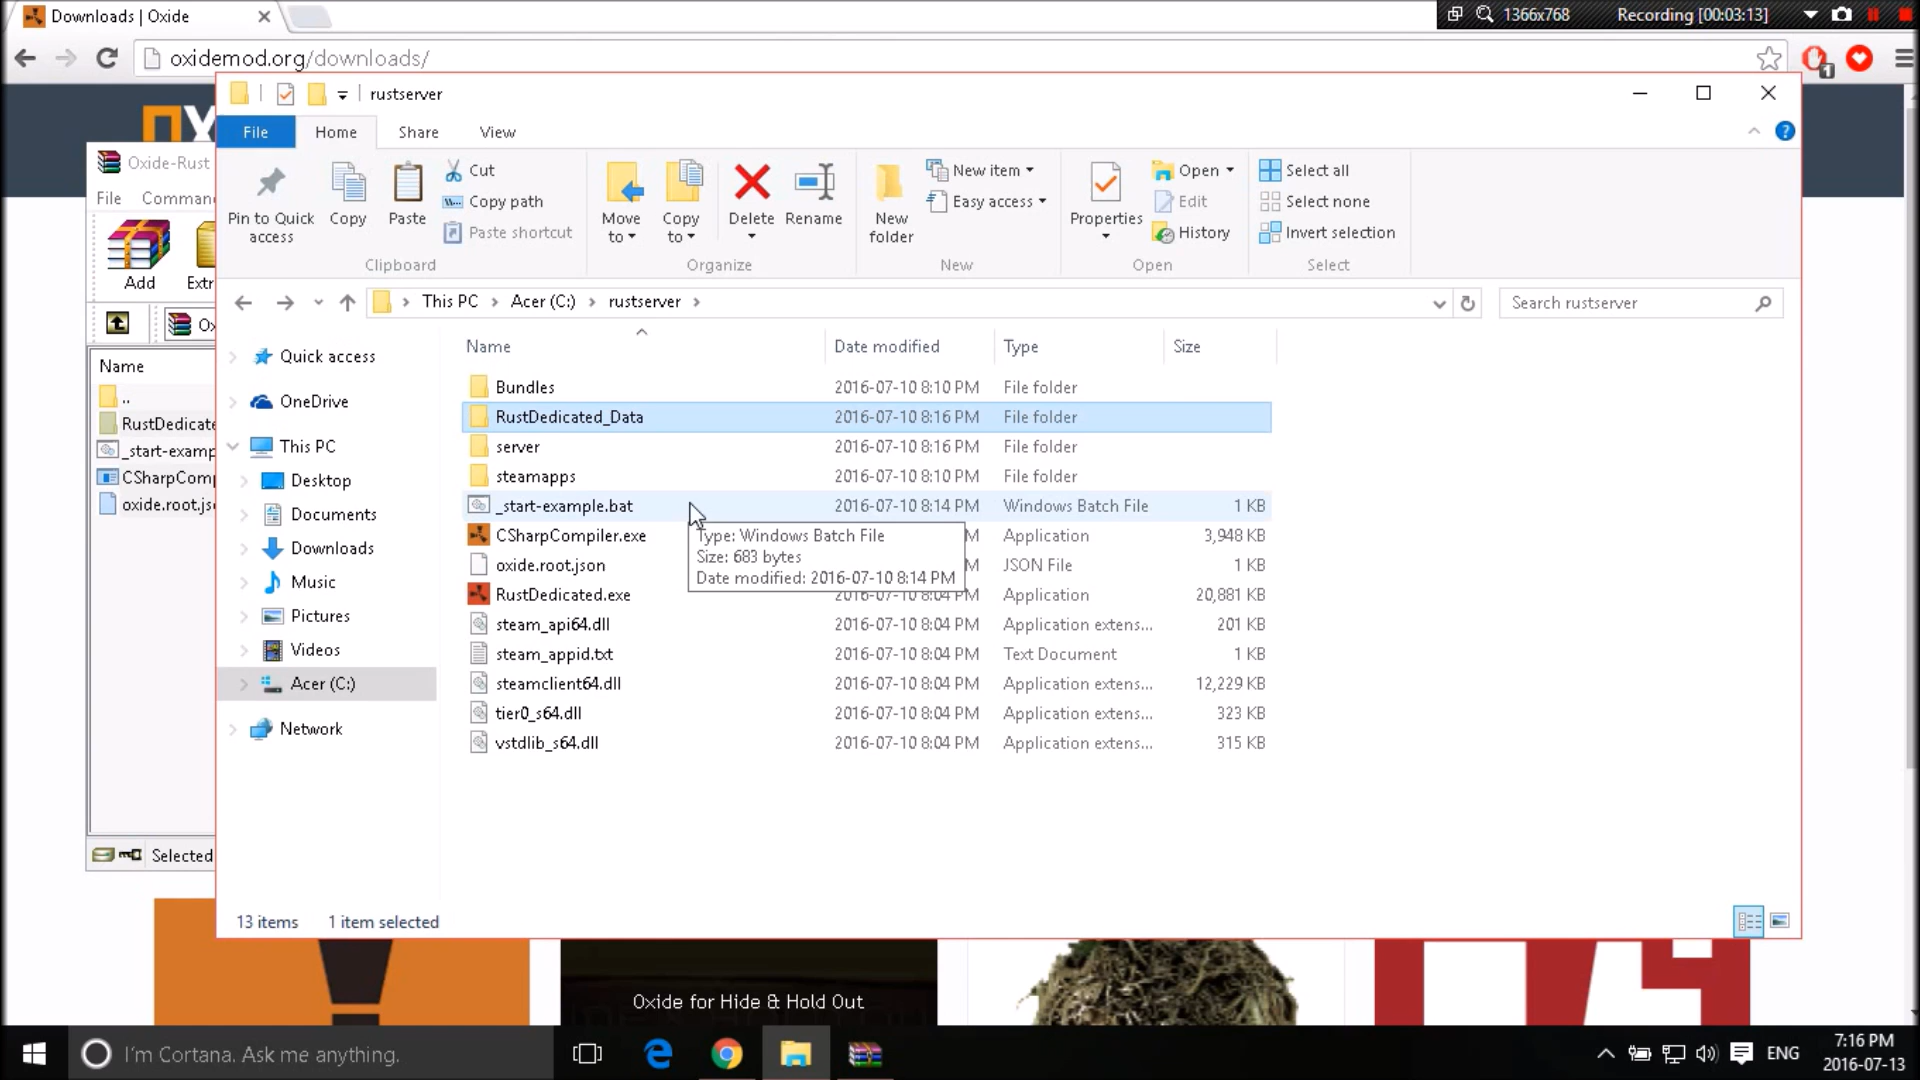 Downloads | Oxide
1366x768
Recording [00:03:13]
oxidemod.org/downloads/
1
rustserver
File
Home
Share
View
Pin to Quick access
Copy
Paste
Cut
Copy path
Paste shortcut
Clipboard
Move to
Copy to
Delete
Rename
Organize
New folder
New item
Easy access
New
Properties
Open
Edit
History
Open
Select all
Select none
Invert selection
Select
This PC
Acer (C:)
rustserver
Search rustserver
Oxide-Rust
File
Add
Name
..
_start-examp
oxide.root.js
Selected
Quick access
OneDrive
This PC
Desktop
Documents
Downloads
Music
Pictures
Videos
Acer (C:)
Network
Name Date modified Type Size
Bundles 2016-07-10 8:10 PM File folder
RustDedicated_Data 2016-07-10 8:16 PM File folder
server 2016-07-10 8:16 PM File folder
steamapps 2016-07-10 8:10 PM File folder
_start-example.bat 2016-07-10 8:14 PM Windows Batch File 1 KB
CSharpCompiler.exe Application 3,948 KB
oxide.root.json JSON File 1 KB
RustDedicated.exe 2016-07-10 8:04 PM Application 20,881 KB
steam_api64.dll 2016-07-10 8:04 PM Application extens... 201 KB
steam_appid.txt 2016-07-10 8:04 PM Text Document 1 KB
steamclient64.dll 2016-07-10 8:04 PM Application extens... 12,229 KB
tier0_s64.dll 2016-07-10 8:04 PM Application extens... 323 KB
vstdlib_s64.dll 2016-07-10 8:04 PM Application extens... 315 KB
Type: Windows Batch File
Size: 683 bytes
Date modified: 2016-07-10 8:14 PM
13 items
1 item selected
Oxide for Hide & Hold Out
I'm Cortana. Ask me anything.
ENG
7:16 PM
2016-07-13